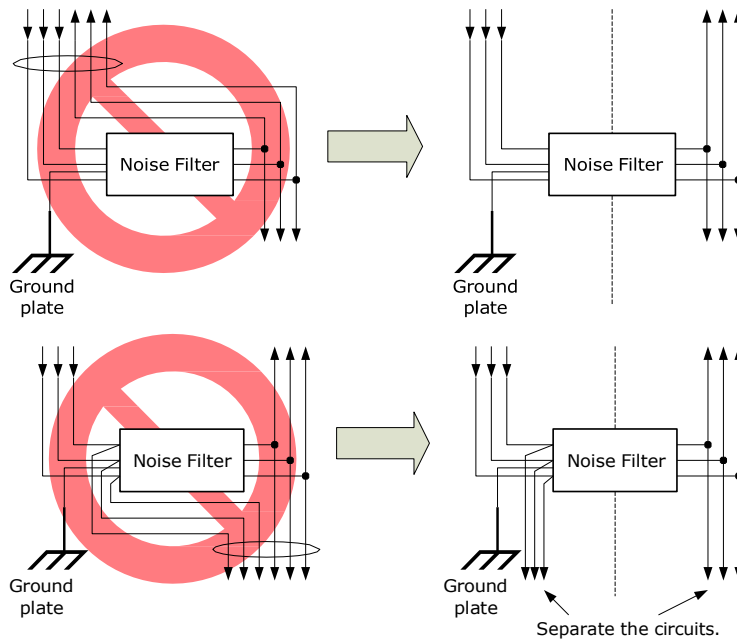 Noise Filter
Ground
plate
Noise Filter
Ground
plate
Noise Filter
Ground
plate
Noise Filter
Ground
plate
Separate the circuits.